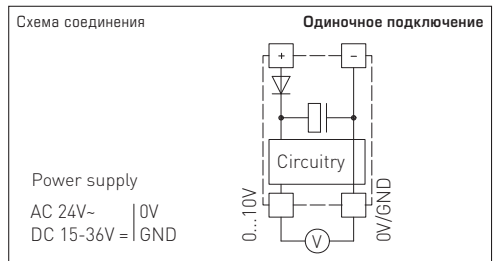 Схема соединения
Одиночное подключение
+ −
Circuitry
Power supply
AC 24V~ 0V
DC 15-36V = GND
0...10V
0V/GND
V